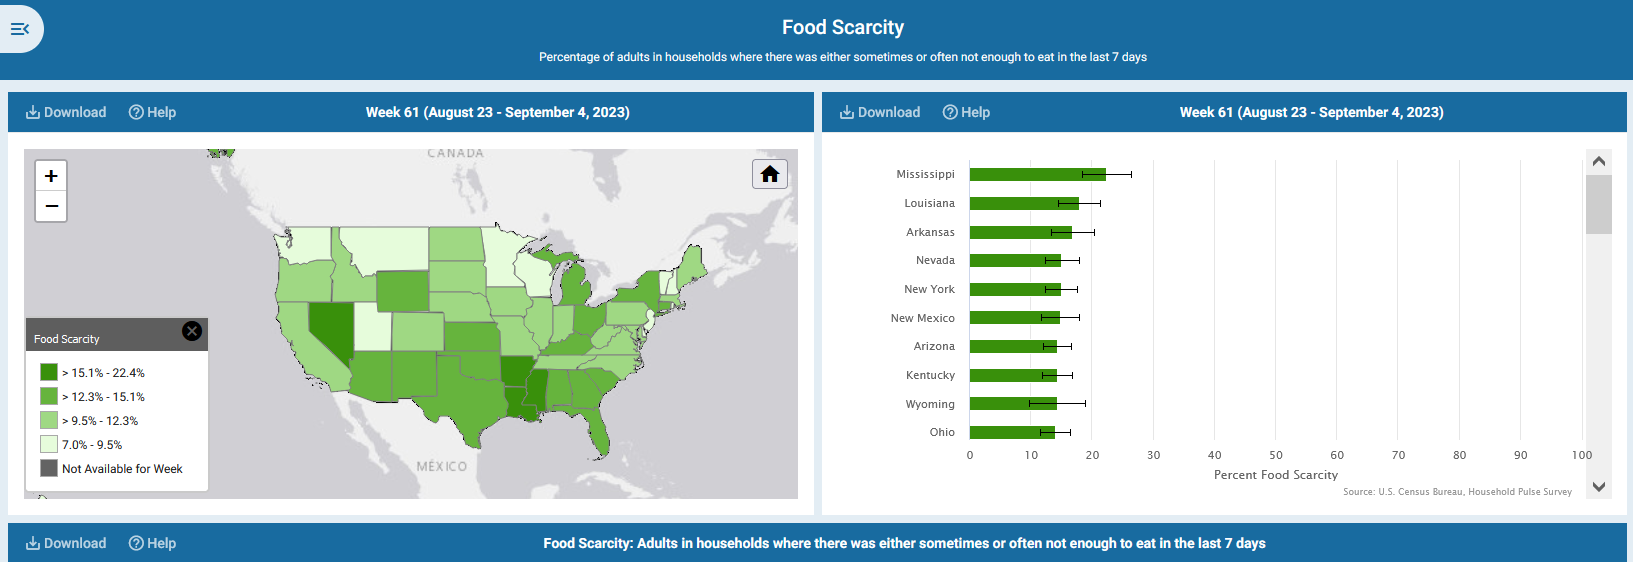 Food Scarcity
Percentage of adults in households where there was either sometimes or often not enough to eat in the last 7 days
Download
Help
Week 61 (August 23 - September 4, 2023)
CANADA
+
−
Food Scarcity
> 15.1% - 22.4%
> 12.3% - 15.1%
> 9.5% - 12.3%
7.0% - 9.5%
Not Available for Week
MÉXICO
Download
Help
Week 61 (August 23 - September 4, 2023)
Mississippi
Louisiana
Arkansas
Nevada
New York
New Mexico
Arizona
Kentucky
Wyoming
Ohio
0 10 20 30 40 50 60 70 80 90 100
Percent Food Scarcity
Source: U.S. Census Bureau, Household Pulse Survey
Download
Help
Food Scarcity: Adults in households where there was either sometimes or often not enough to eat in the last 7 days